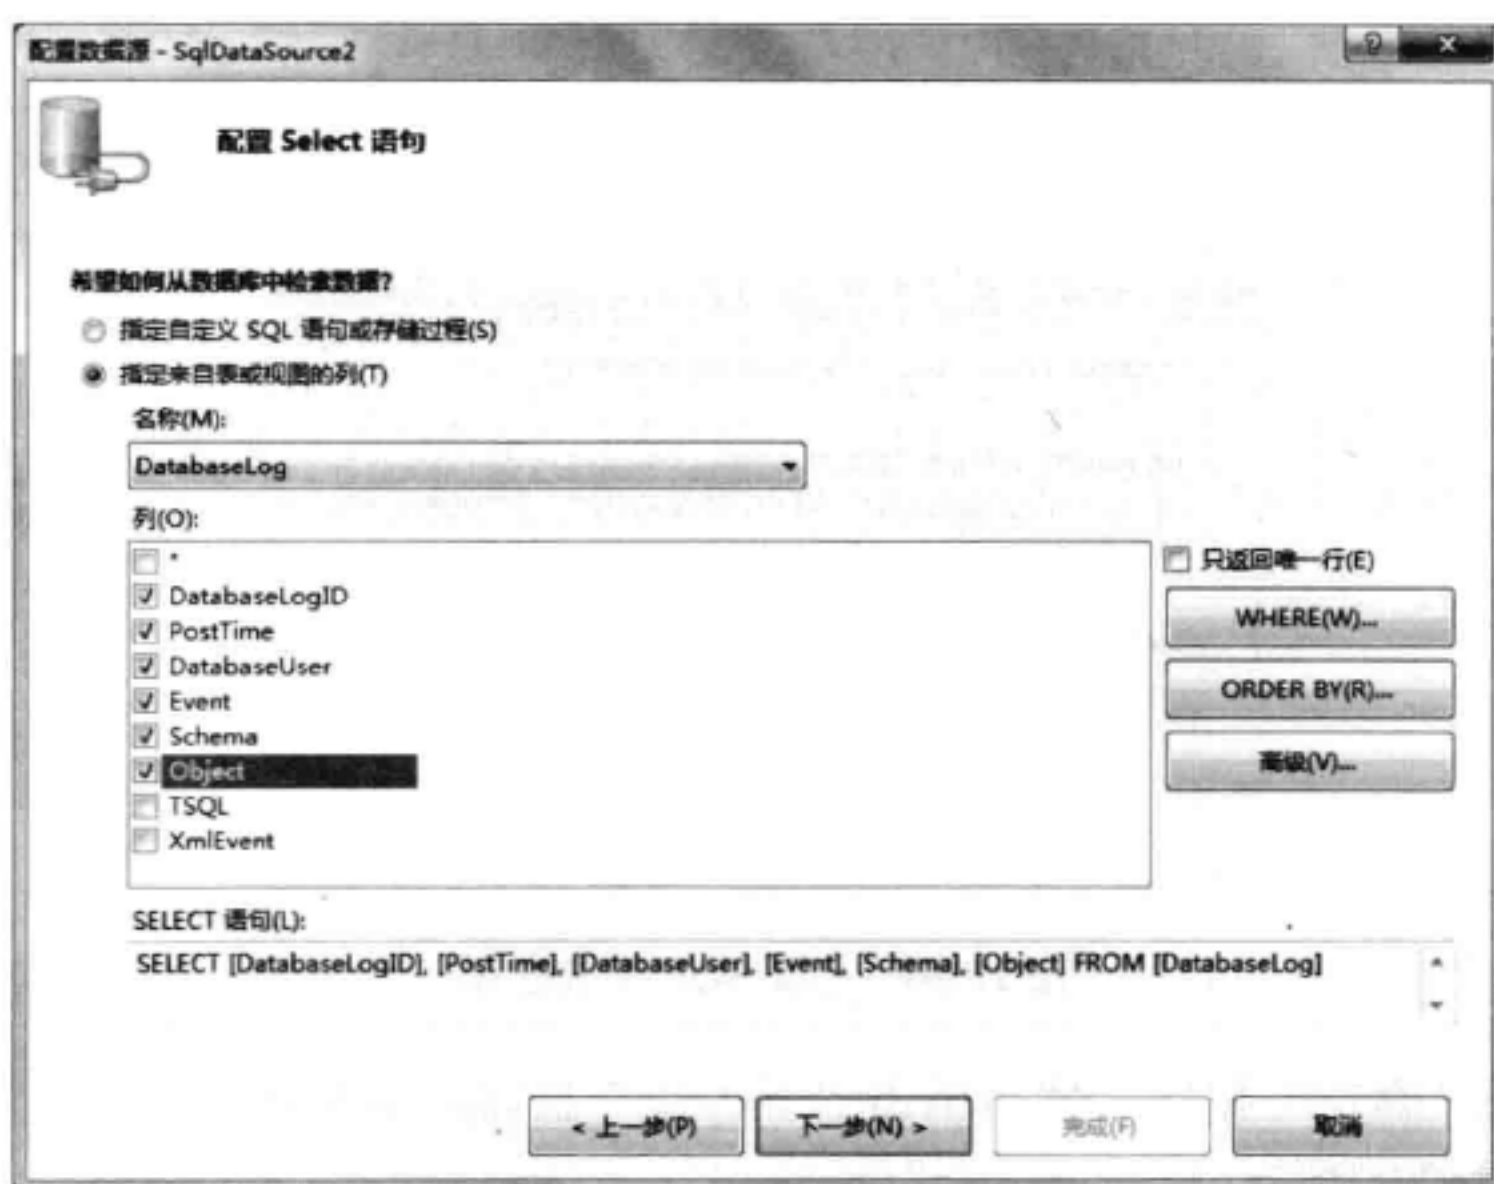 配置数据源 - SqlDataSource2
配置 Select 语句
希望如何从数据库中检索数据?
指定自定义 SQL 语句或存储过程(S)
指定来自表或视图的列(T)
名称(M):
DatabaseLog
列(O):
*
只返回唯一行(E)
DatabaseLogID
WHERE(W)...
PostTime
DatabaseUser
ORDER BY(R)...
Event
Schema
高级(V)...
Object
TSQL
XmlEvent
SELECT 语句(L):
SELECT [DatabaseLogID], [PostTime], [DatabaseUser], [Event], [Schema], [Object] FROM [DatabaseLog]
< 上一步(P) 下一步(N) > 完成(F) 取消